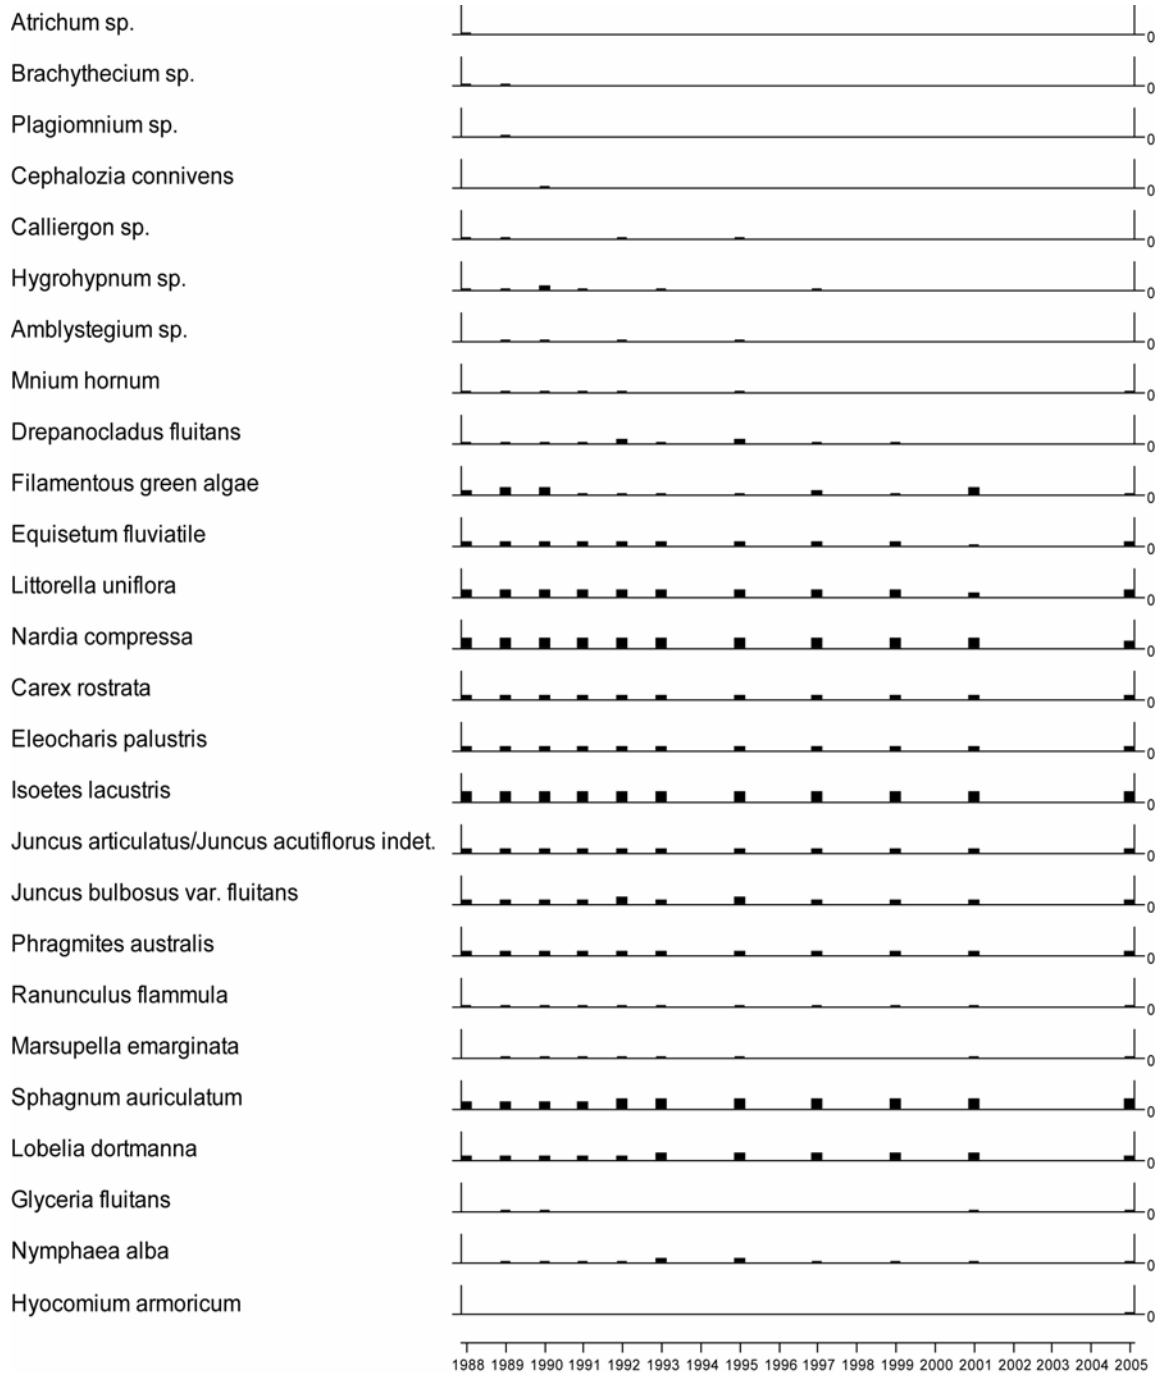 Atrichum sp.
0
Brachythecium sp.
0
Plagiomnium sp.
0
Cephalozia connivens
0
Calliergon sp.
0
Hygrohypnum sp.
0
Amblystegium sp.
0
Mnium hornum
0
Drepanocladus fluitans
0
Filamentous green algae
0
Equisetum fluviatile
0
Littorella uniflora
0
Nardia compressa
0
Carex rostrata
0
Eleocharis palustris
0
Isoetes lacustris
0
Juncus articulatus/Juncus acutiflorus indet.
0
Juncus bulbosus var. fluitans
0
Phragmites australis
0
Ranunculus flammula
0
Marsupella emarginata
0
Sphagnum auriculatum
0
Lobelia dortmanna
0
Glyceria fluitans
0
Nymphaea alba
0
Hyocomium armoricum
0
1988 1989 1990 1991 1992 1993 1994 1995 1996 1997 1998 1999 2000 2001 2002 2003 2004 2005